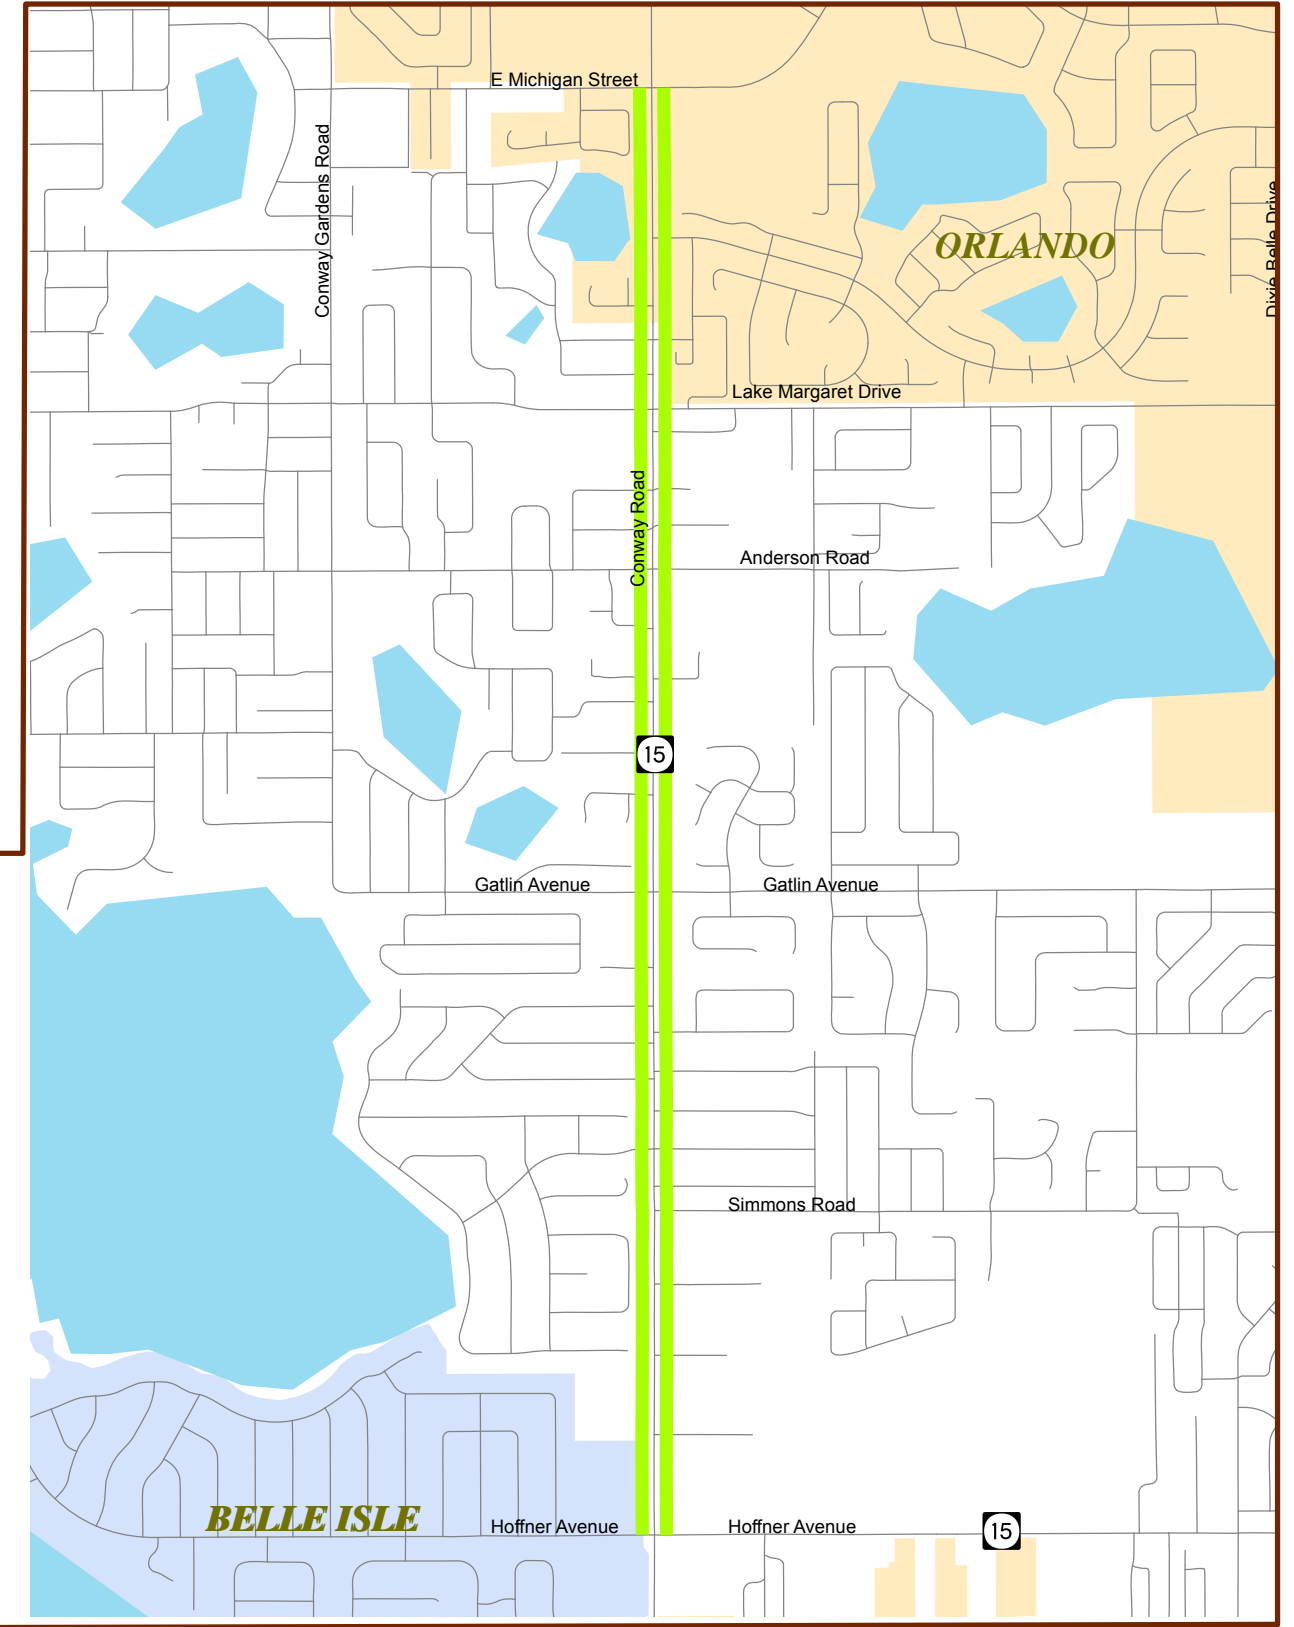 E Michigan Street
Conway Gardens Road
Dixie Belle Drive
ORLANDO
Lake Margaret Drive
Conway Road
Anderson Road
15
Gatlin Avenue
Gatlin Avenue
Simmons Road
BELLE ISLE
Hoffner Avenue
Hoffner Avenue
15